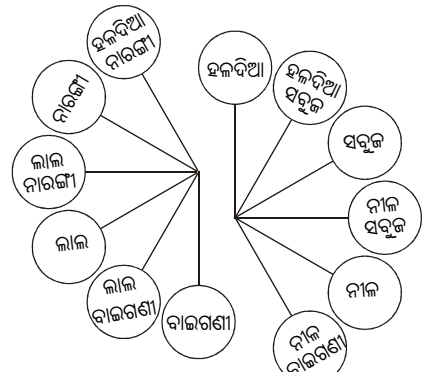 ହଳଦିଆ
ନାରଙ୍ଗୀ
ନାରଙ୍ଗୀ
ଲାଲ
ନାରଙ୍ଗୀ
ଲାଲ
ଲାଲ
ବାଇଗଣୀ
ବାଇଗଣୀ
ହଳଦିଆ
ହଳଦିଆ
ସବୁଜ
ସବୁଜ
ନୀଳ
ସବୁଜ
ନୀଳ
ନୀଳ
ବାଇଗଣୀ